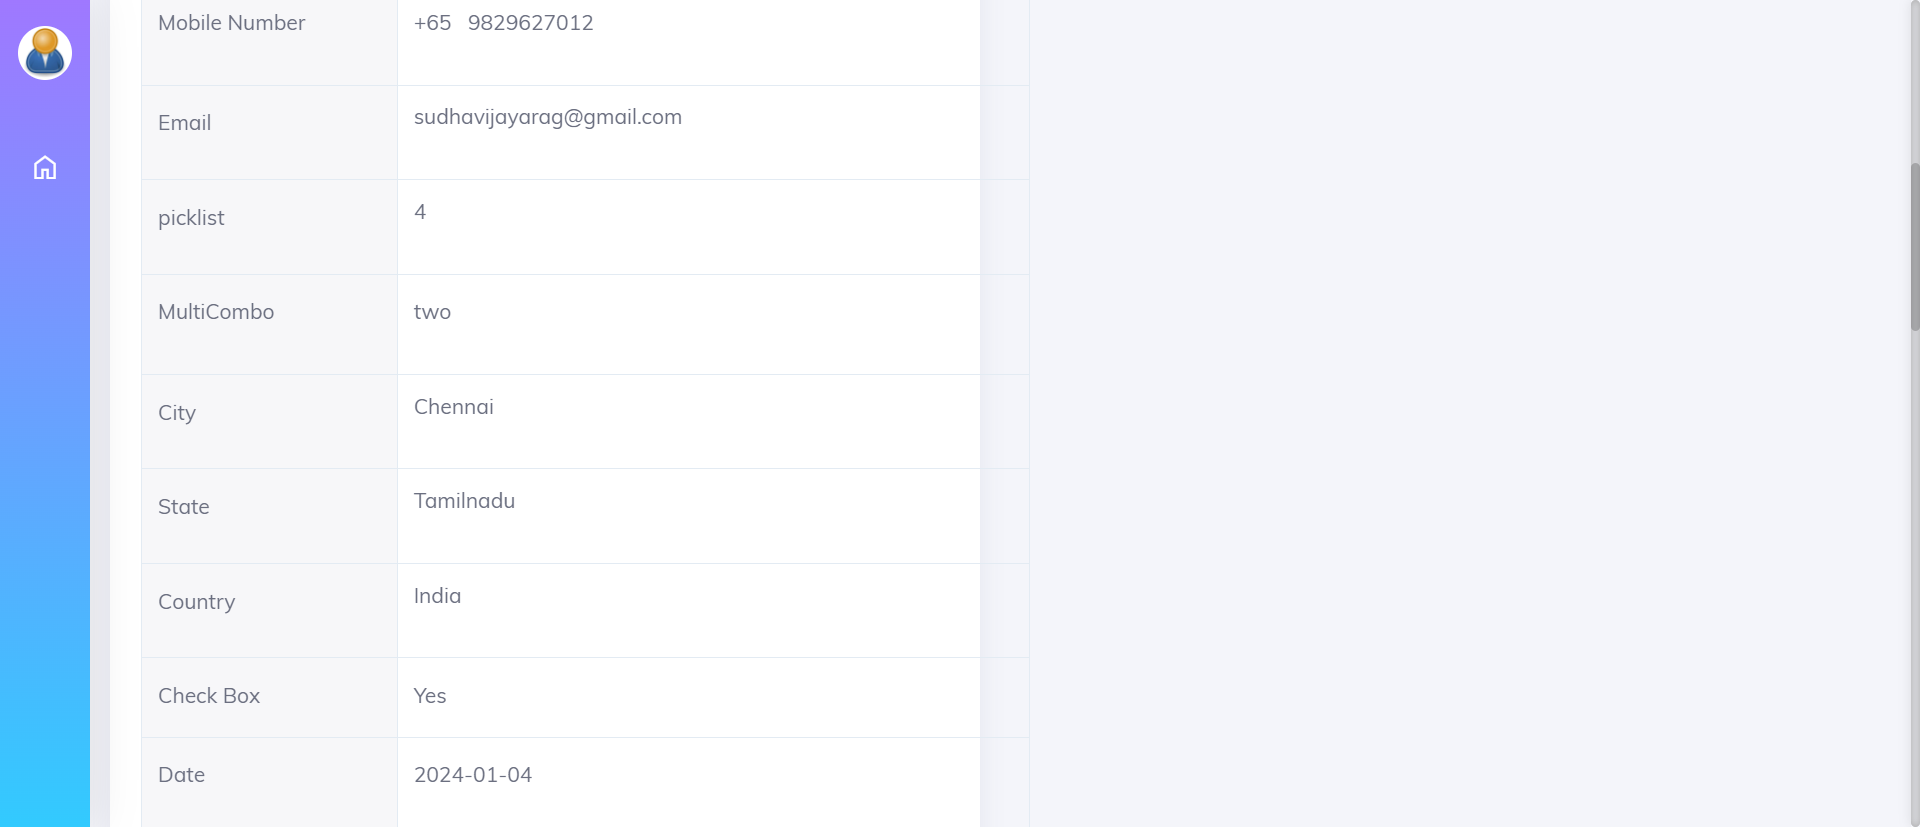 Mobile Number +65 9829627012
Email sudhavijayarag@gmail.com
picklist 4
MultiCombo two
City Chennai
State Tamilnadu
Country India
Check Box Yes
Date 2024-01-04